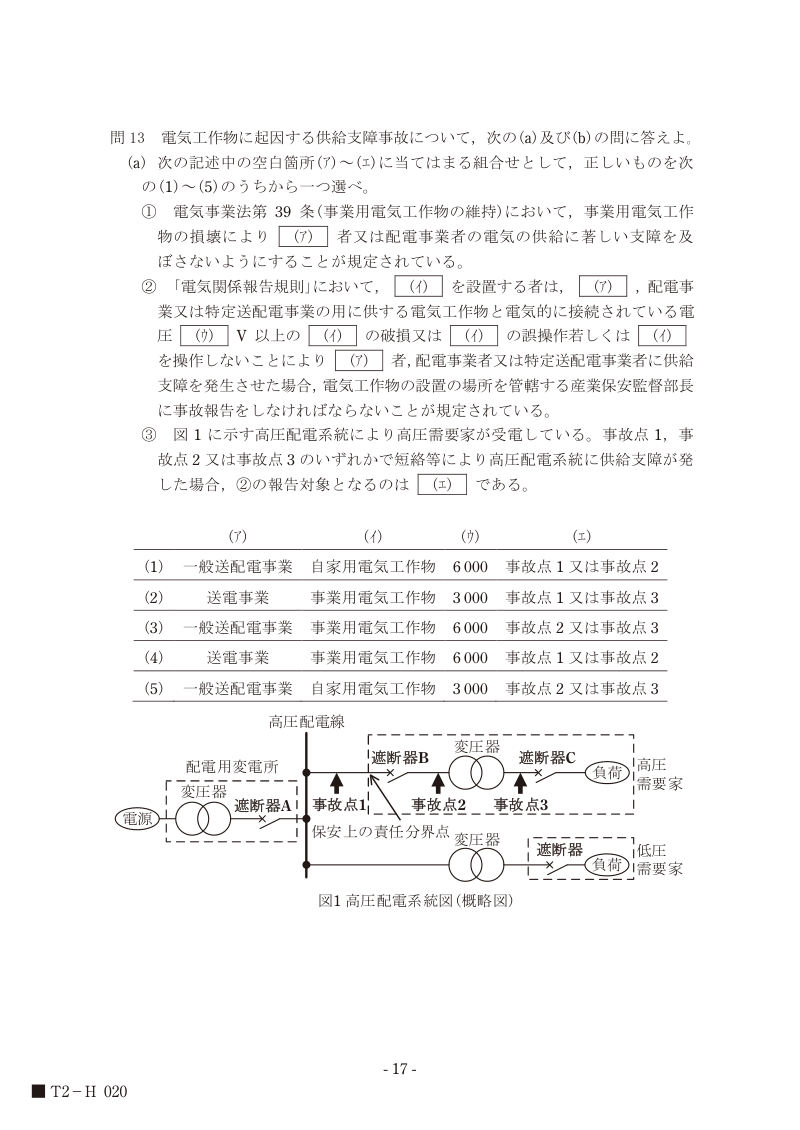 問 13 電気工作物に起因する供給支障事故について，次の(a)及び(b)の問に答えよ。
(a) 次の記述中の空白箇所(ｱ)～(ｴ)に当てはまる組合せとして，正しいものを次
の(1)～(5)のうちから一つ選べ。
① 電気事業法第 39 条(事業用電気工作物の維持)において，事業用電気工作
物の損壊により (ｱ) 者又は配電事業者の電気の供給に著しい支障を及
ぼさないようにすることが規定されている。
② 「電気関係報告規則」において， (ｲ) を設置する者は， (ｱ) ，配電事
業又は特定送配電事業の用に供する電気工作物と電気的に接続されている電
圧 (ｳ) V 以上の (ｲ) の破損又は (ｲ) の誤操作若しくは (ｲ)
を操作しないことにより (ｱ) 者，配電事業者又は特定送配電事業者に供給
支障を発生させた場合，電気工作物の設置の場所を管轄する産業保安監督部長
に事故報告をしなければならないことが規定されている。
③ 図 1 に示す高圧配電系統により高圧需要家が受電している。事故点 1，事
故点 2 又は事故点 3 のいずれかで短絡等により高圧配電系統に供給支障が発
した場合，②の報告対象となるのは (ｴ) である。
(ｱ) (ｲ) (ｳ) (ｴ)
(1) 一般送配電事業 自家用電気工作物 6 000 事故点 1 又は事故点 2
(2) 送電事業 事業用電気工作物 3 000 事故点 1 又は事故点 3
(3) 一般送配電事業 事業用電気工作物 6 000 事故点 2 又は事故点 3
(4) 送電事業 事業用電気工作物 6 000 事故点 1 又は事故点 2
(5) 一般送配電事業 自家用電気工作物 3 000 事故点 2 又は事故点 3
高圧配電線
配電用変電所
変圧器
遮断器A
電源
遮断器B
変圧器
遮断器C
負荷
高圧
需要家
事故点1
事故点2
事故点3
保安上の責任分界点
変圧器
遮断器
負荷
低圧
需要家
図1 高圧配電系統図(概略図)
- 17 -
■ T2－H 020